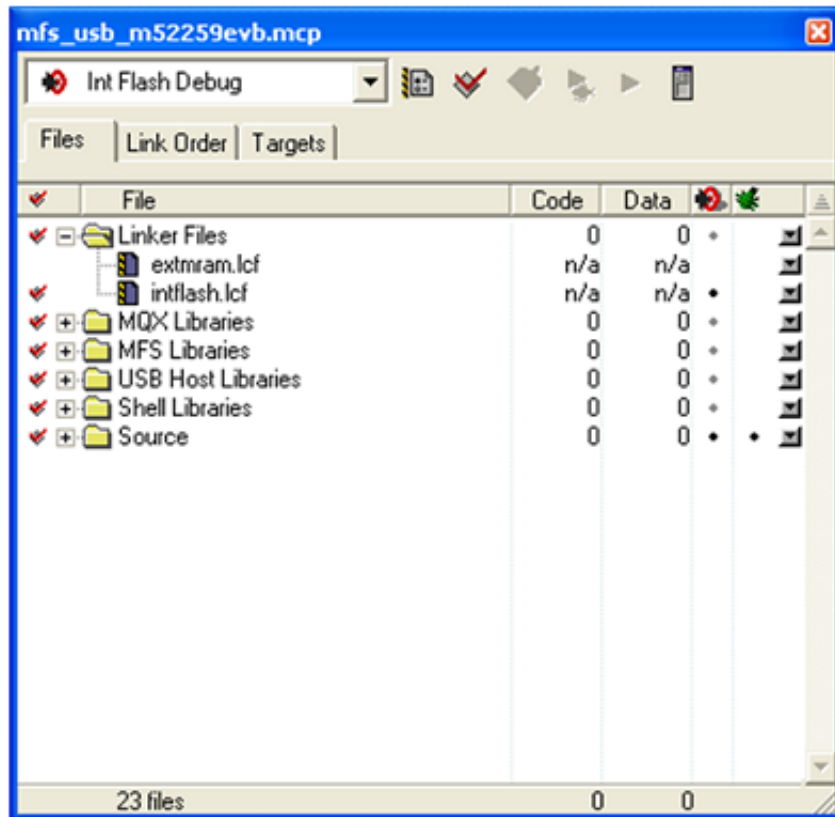 mfs_usb_m52259evb.mcp
Int Flash Debug
Files Link Order Targets
File Code Data
Linker Files 0 0
extmram.lcf n/a n/a
intflash.lcf n/a n/a
MQX Libraries 0 0
MFS Libraries 0 0
USB Host Libraries 0 0
Shell Libraries 0 0
Source 0 0
23 files 0 0